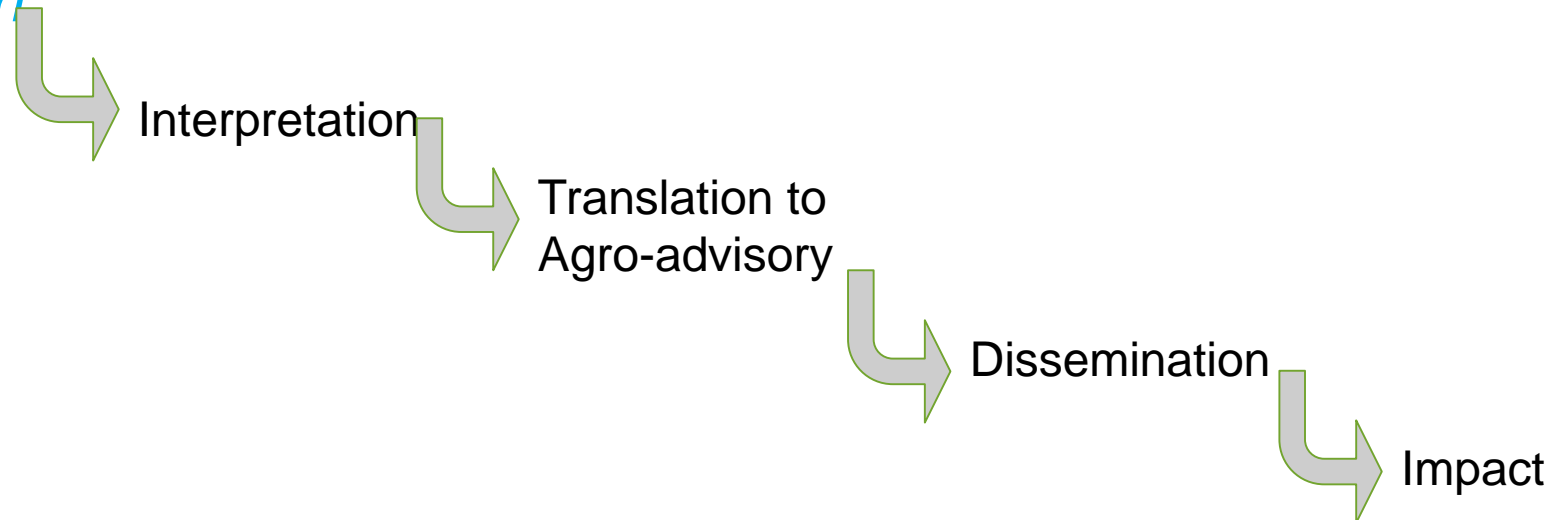 Interpretation
Translation to
Agro-advisory
Dissemination
Impact